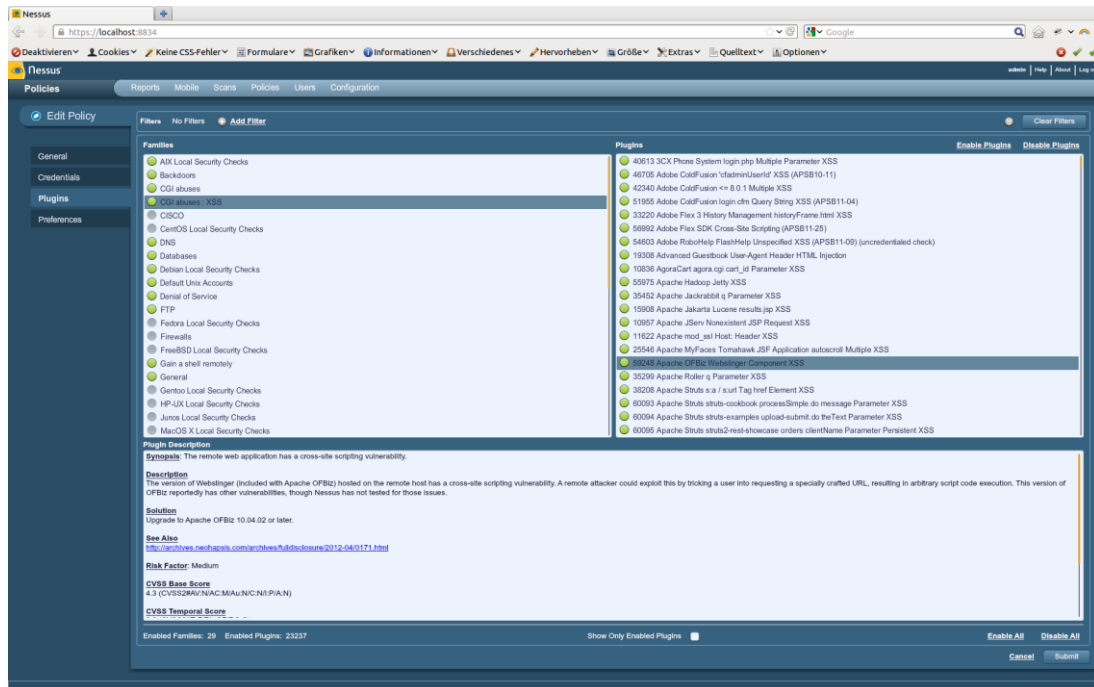 Nessus
https://localhost:8834
Google
Deaktivieren Cookies Keine CSS-Fehler Formulare Grafiken Informationen Verschiedenes Hervorheben Größe Extras Quelltext Optionen
Nessus
admin | Help | About | Log
Policies
Reports Mobile Scans Policies Users Configuration
Edit Policy
General
Credentials
Plugins
Preferences
Filters No Filters Add Filter
Clear Filters
Families
AIX Local Security Checks
Backdoors
CGI abuses
CGI abuses : XSS
CISCO
CentOS Local Security Checks
DNS
Databases
Debian Local Security Checks
Default Unix Accounts
Denial of Service
FTP
Fedora Local Security Checks
Firewalls
FreeBSD Local Security Checks
Gain a shell remotely
General
Gentoo Local Security Checks
HP-UX Local Security Checks
Junos Local Security Checks
MacOS X Local Security Checks
Plugins
Enable Plugins Disable Plugins
40613 3CX Phone System login.php Multiple Parameter XSS
46705 Adobe ColdFusion 'cfadminUserId' XSS (APSB10-11)
42340 Adobe ColdFusion <= 8.0.1 Multiple XSS
51955 Adobe ColdFusion login.cfm Query String XSS (APSB11-04)
33220 Adobe Flex 3 History Management historyFrame.html XSS
56992 Adobe Flex SDK Cross-Site Scripting (APSB11-25)
54603 Adobe RoboHelp FlashHelp Unspecified XSS (APSB11-09) (uncredentialed check)
19308 Advanced Guestbook User-Agent Header HTML Injection
10836 AgoraCart agora.cgi cart_id Parameter XSS
55975 Apache Hadoop Jetty XSS
35452 Apache Jackrabbit q Parameter XSS
15908 Apache Jakarta Lucene results.jsp XSS
10957 Apache JServ Nonexistent JSP Request XSS
11622 Apache mod_ssl Host: Header XSS
25546 Apache MyFaces Tomahawk JSF Application autoscroll Multiple XSS
59248 Apache OFBiz Webslinger Component XSS
35299 Apache Roller q Parameter XSS
38208 Apache Struts s:a / s:url Tag href Element XSS
60093 Apache Struts struts-cookbook processSimple.do message Parameter XSS
60094 Apache Struts struts-examples upload-submit.do theText Parameter XSS
60095 Apache Struts struts2-rest-showcase orders clientName Parameter Persistent XSS
Plugin Description
Synopsis: The remote web application has a cross-site scripting vulnerability.
Description
The version of Webslinger (included with Apache OFBiz) hosted on the remote host has a cross-site scripting vulnerability. A remote attacker could exploit this by tricking a user into requesting a specially crafted URL, resulting in arbitrary script code execution. This version of
OFBiz reportedly has other vulnerabilities, though Nessus has not tested for those issues.
Solution
Upgrade to Apache OFBiz 10.04.02 or later.
See Also
http://archives.neohapsis.com/archives/fulldisclosure/2012-04/0171.html
Risk Factor: Medium
CVSS Base Score
4.3 (CVSS2#AV:N/AC:M/Au:N/C:N/I:P/A:N)
CVSS Temporal Score
Enabled Families: 29 Enabled Plugins: 23237
Show Only Enabled Plugins
Enable All Disable All
Cancel Submit